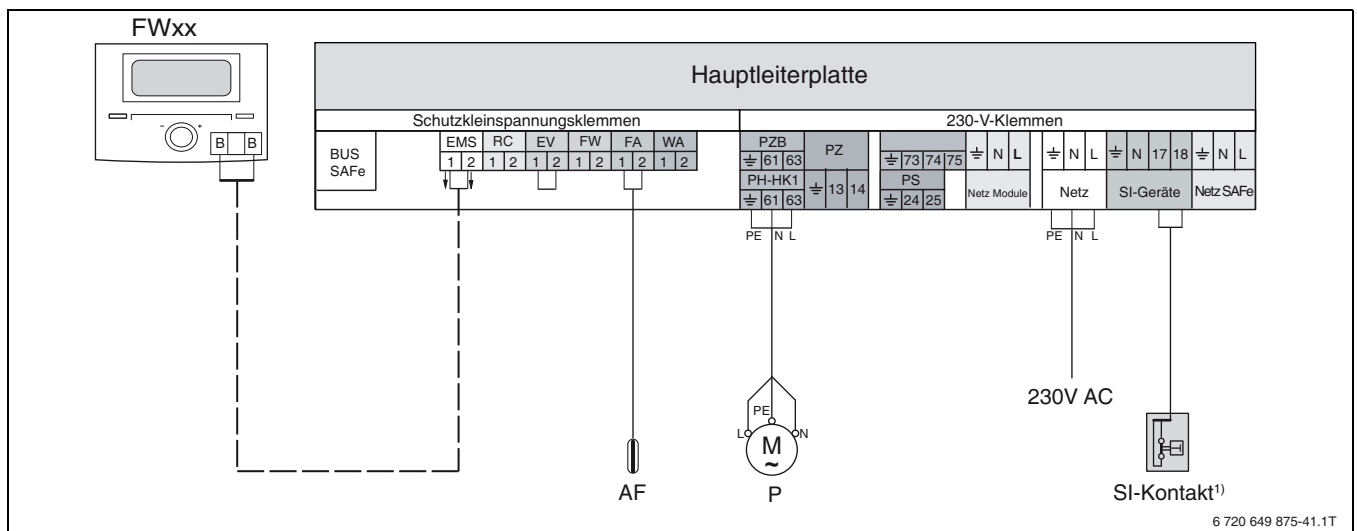 FWxx
- +
B B
Hauptleiterplatte
Schutzkleinspannungsklemmen
230-V-Klemmen
BUS
SAFe
EMS RC EV FW FA WA
1 2 1 2 1 2 1 2 1 2 1 2
PZB
61 63
PH-HK1
61 63
PZ
13 14
73 74 75
PS
24 25
N L
Netz Module
N L
Netz
N 17 18
SI-Geräte
N L
Netz SAFe
PE N L
PE N L
230V AC
PE
L N
M
~
AF
P
SI-Kontakt¹⁾
6 720 649 875-41.1T